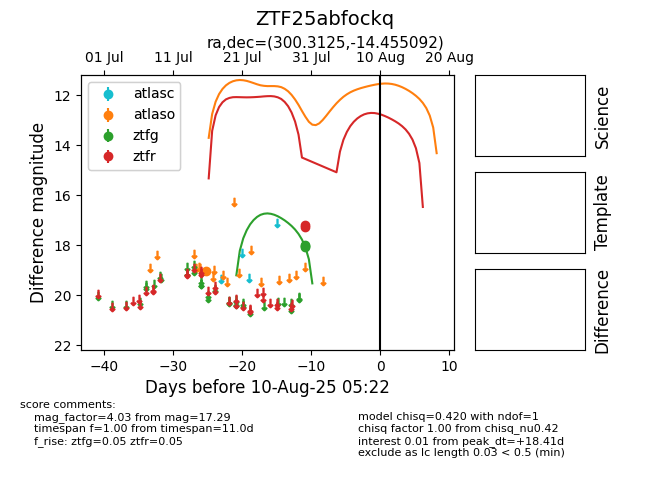 ZTF25abfockq
ra,dec=(300.3125,-14.455092)
01 Jul 11 Jul 21 Jul 31 Jul 10 Aug 20 Aug
atlasc
atlaso
ztfg
ztfr
12
14
16
18
20
22
Difference magnitude
−40 −30 −20 −10 0 10
Days before 10-Aug-25 05:22
Science
Template
Difference
score comments:
mag_factor=4.03 from mag=17.29
timespan f=1.00 from timespan=11.0d
f_rise: ztfg=0.05 ztfr=0.05
model chisq=0.420 with ndof=1
chisq factor 1.00 from chisq_nu0.42
interest 0.01 from peak_dt=+18.41d
exclude as lc length 0.03 < 0.5 (min)